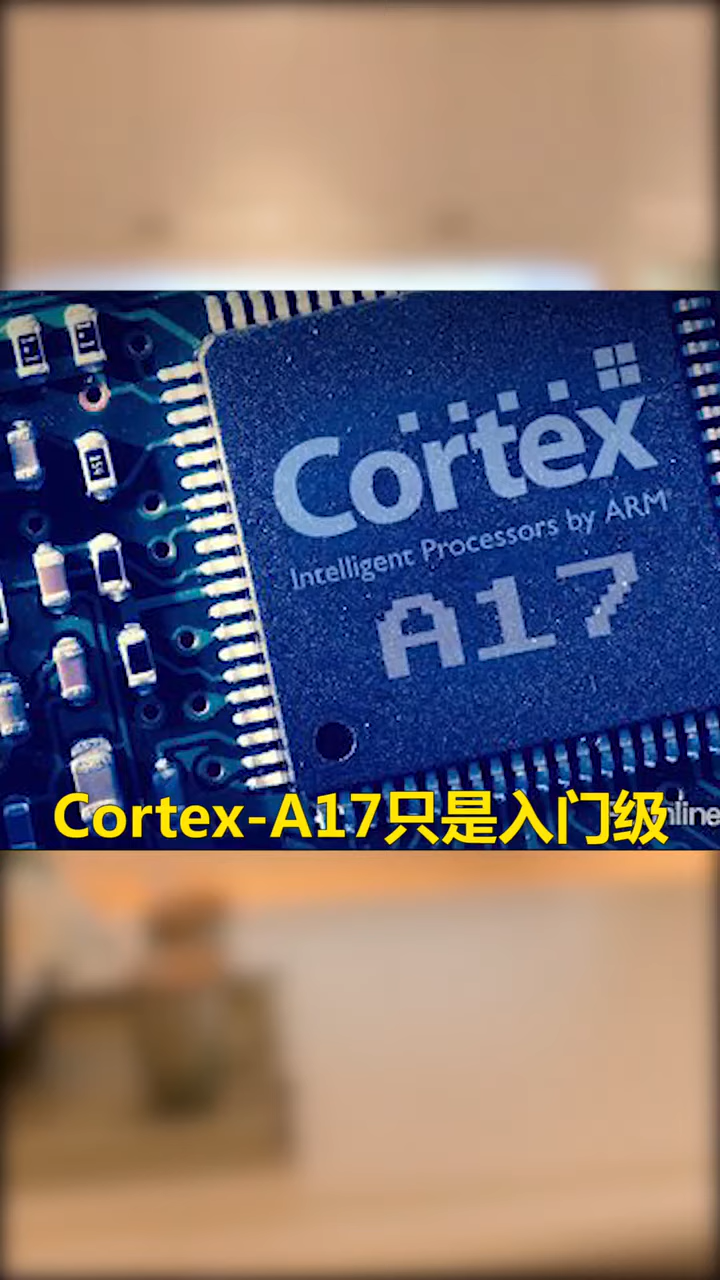 Cortex
Intelligent Processors by ARM
A17
Cortex-A17只是入门级